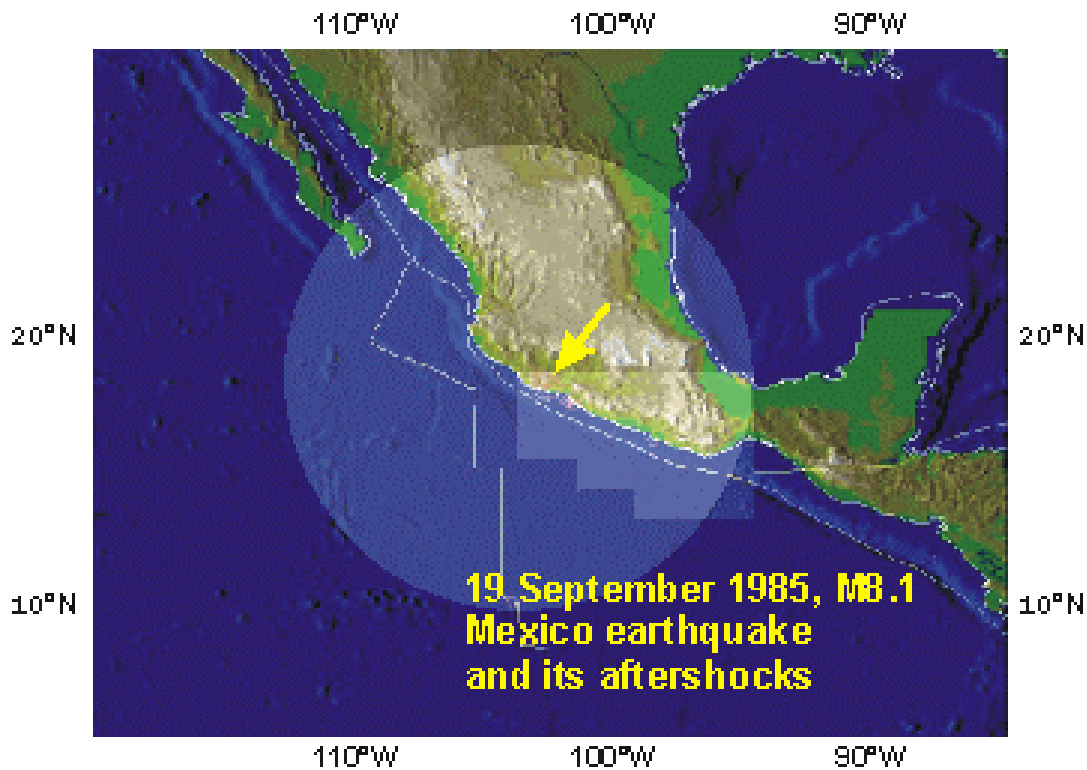 110°W 100°W 90°W
20°N 20°N
10°N 10°N
19 September 1985, M8.1
Mexico earthquake
and its aftershocks
110°W 100°W 90°W